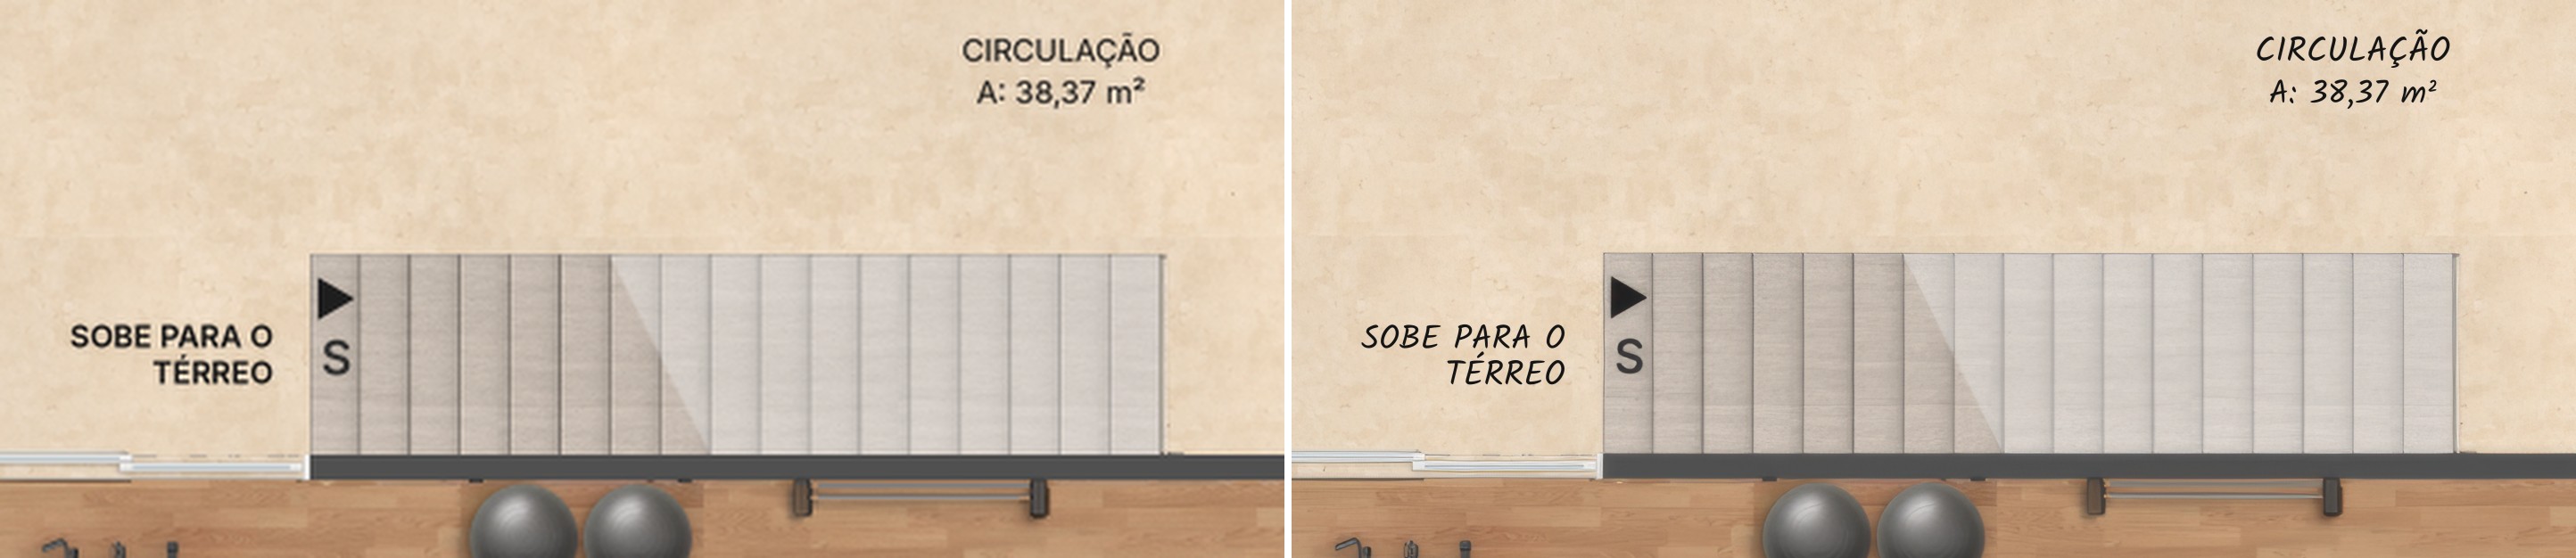 CIRCULAÇÃO
A: 38,37 m²
SOBE PARA O
TÉRREO
S
CIRCULAÇÃO
A: 38,37 m²
SOBE PARA O
TÉRREO
S